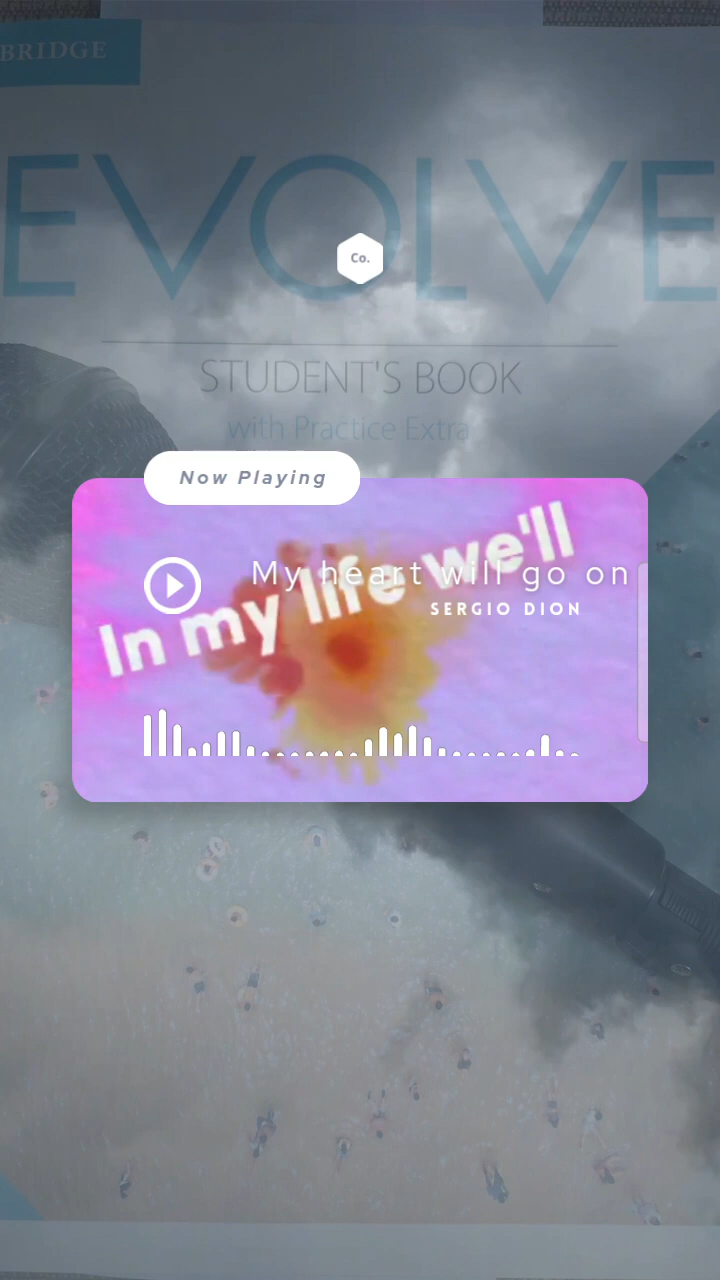 BRIDGE
EVOLVE
Co.
STUDENT'S BOOK
with Practice Extra
Now Playing
In my life we'll
My heart will go on
SERGIO DION